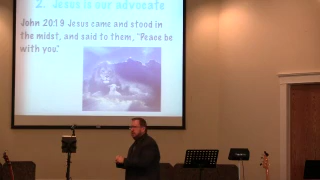 2. Jesus is our advocate
John 20:19 Jesus came and stood
in the midst, and said to them, "Peace be
with you."